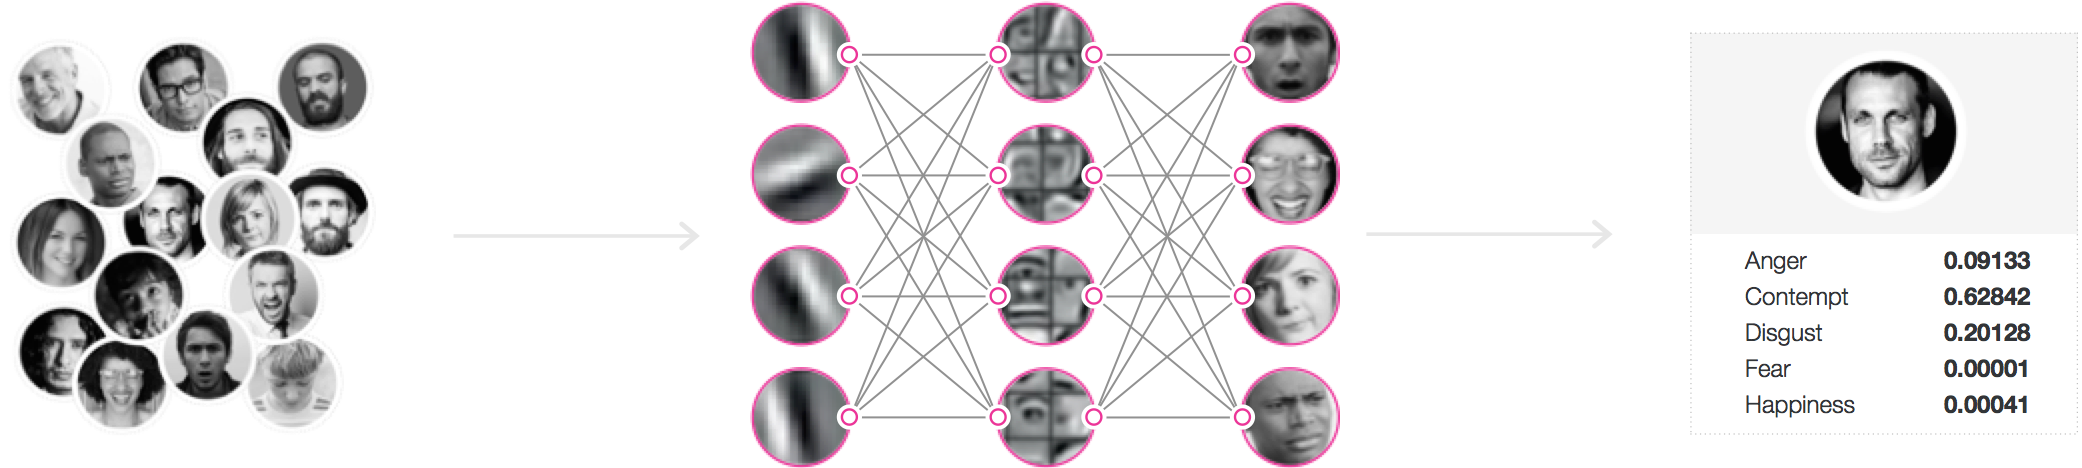 Anger 0.09133
Contempt 0.62842
Disgust 0.20128
Fear 0.00001
Happiness 0.00041